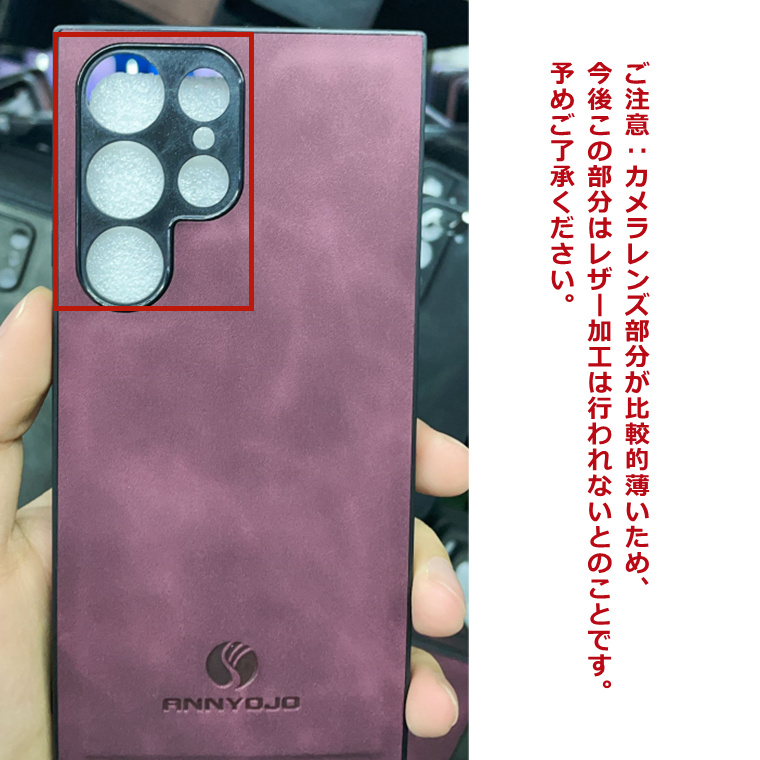 ご注意：カメラレンズ部分が比較的薄いため、
今後この部分はレザー加工は行われないとのことです。
予めご了承ください。
ANNYOJO